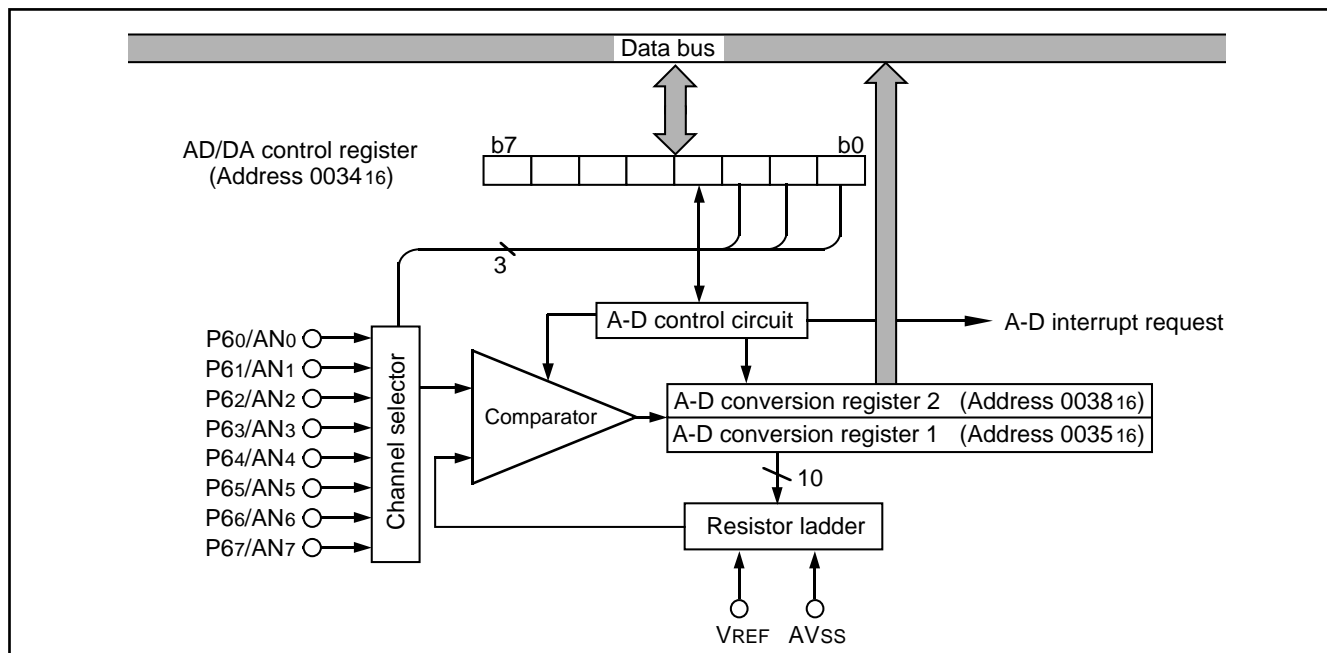 Data bus
b7 b0
AD/DA control register
(Address 003416)
3
A-D control circuit
A-D interrupt request
P60/AN0
P61/AN1
P62/AN2
P63/AN3
P64/AN4
P65/AN5
P66/AN6
P67/AN7
Channel selector
Comparator
A-D conversion register 2 (Address 003816)
A-D conversion register 1 (Address 003516)
10
Resistor ladder
VREF AVSS